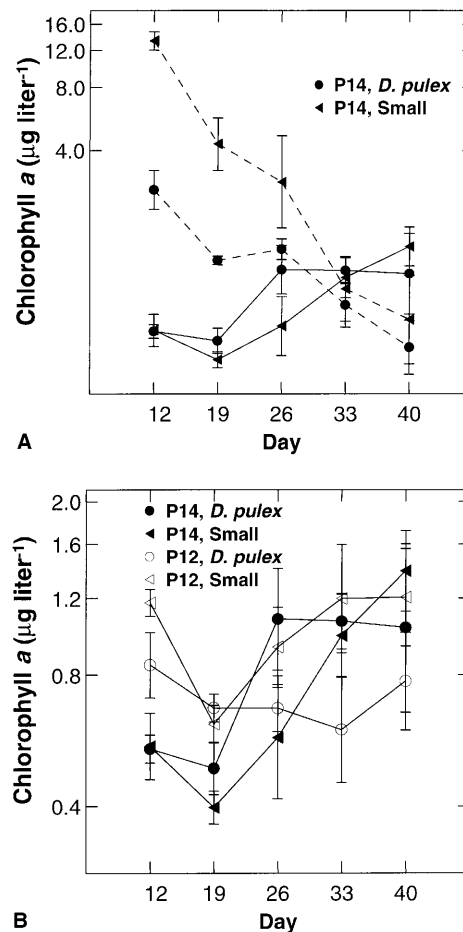 16.0
12.0
8.0
4.0
Chlorophyll a (µg liter⁻¹)
P14, D. pulex
P14, Small
12 19 26 33 40
A
Day
2.0
1.6
1.2
0.8
0.4
Chlorophyll a (µg liter⁻¹)
P14, D. pulex
P14, Small
P12, D. pulex
P12, Small
12 19 26 33 40
B
Day